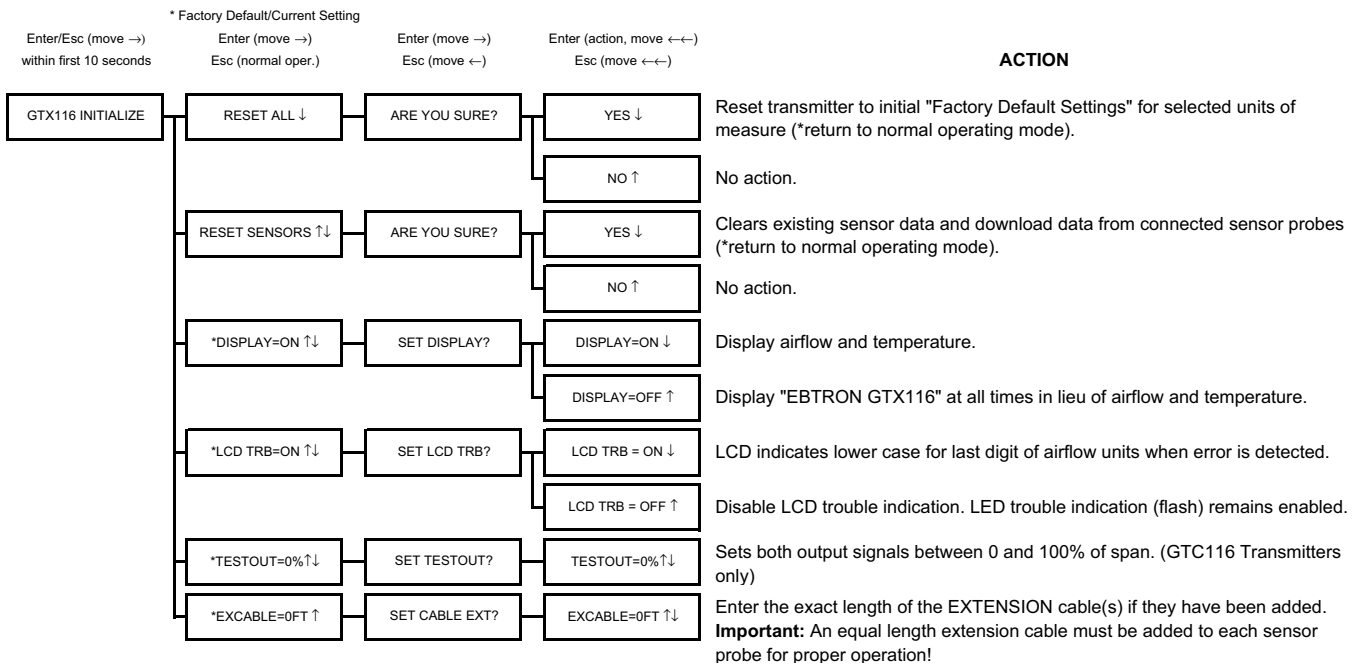 * Factory Default/Current Setting
Enter/Esc (move →)
within first 10 seconds
Enter (move →)
Esc (normal oper.)
Enter (move →)
Esc (move ←)
Enter (action, move ←←)
Esc (move ←←)
ACTION
GTX116 INITIALIZE
RESET ALL ↓
ARE YOU SURE?
YES ↓
Reset transmitter to initial "Factory Default Settings" for selected units of
measure (*return to normal operating mode).
NO ↑
No action.
RESET SENSORS ↑↓
ARE YOU SURE?
YES ↓
Clears existing sensor data and download data from connected sensor probes
(*return to normal operating mode).
NO ↑
No action.
*DISPLAY=ON ↑↓
SET DISPLAY?
DISPLAY=ON ↓
Display airflow and temperature.
DISPLAY=OFF ↑
Display "EBTRON GTX116" at all times in lieu of airflow and temperature.
*LCD TRB=ON ↑↓
SET LCD TRB?
LCD TRB = ON ↓
LCD indicates lower case for last digit of airflow units when error is detected.
LCD TRB = OFF ↑
Disable LCD trouble indication. LED trouble indication (flash) remains enabled.
*TESTOUT=0%↑↓
SET TESTOUT?
TESTOUT=0%↑↓
Sets both output signals between 0 and 100% of span. (GTC116 Transmitters
only)
*EXCABLE=0FT ↑
SET CABLE EXT?
EXCABLE=0FT ↑↓
Enter the exact length of the EXTENSION cable(s) if they have been added.
Important: An equal length extension cable must be added to each sensor
probe for proper operation!